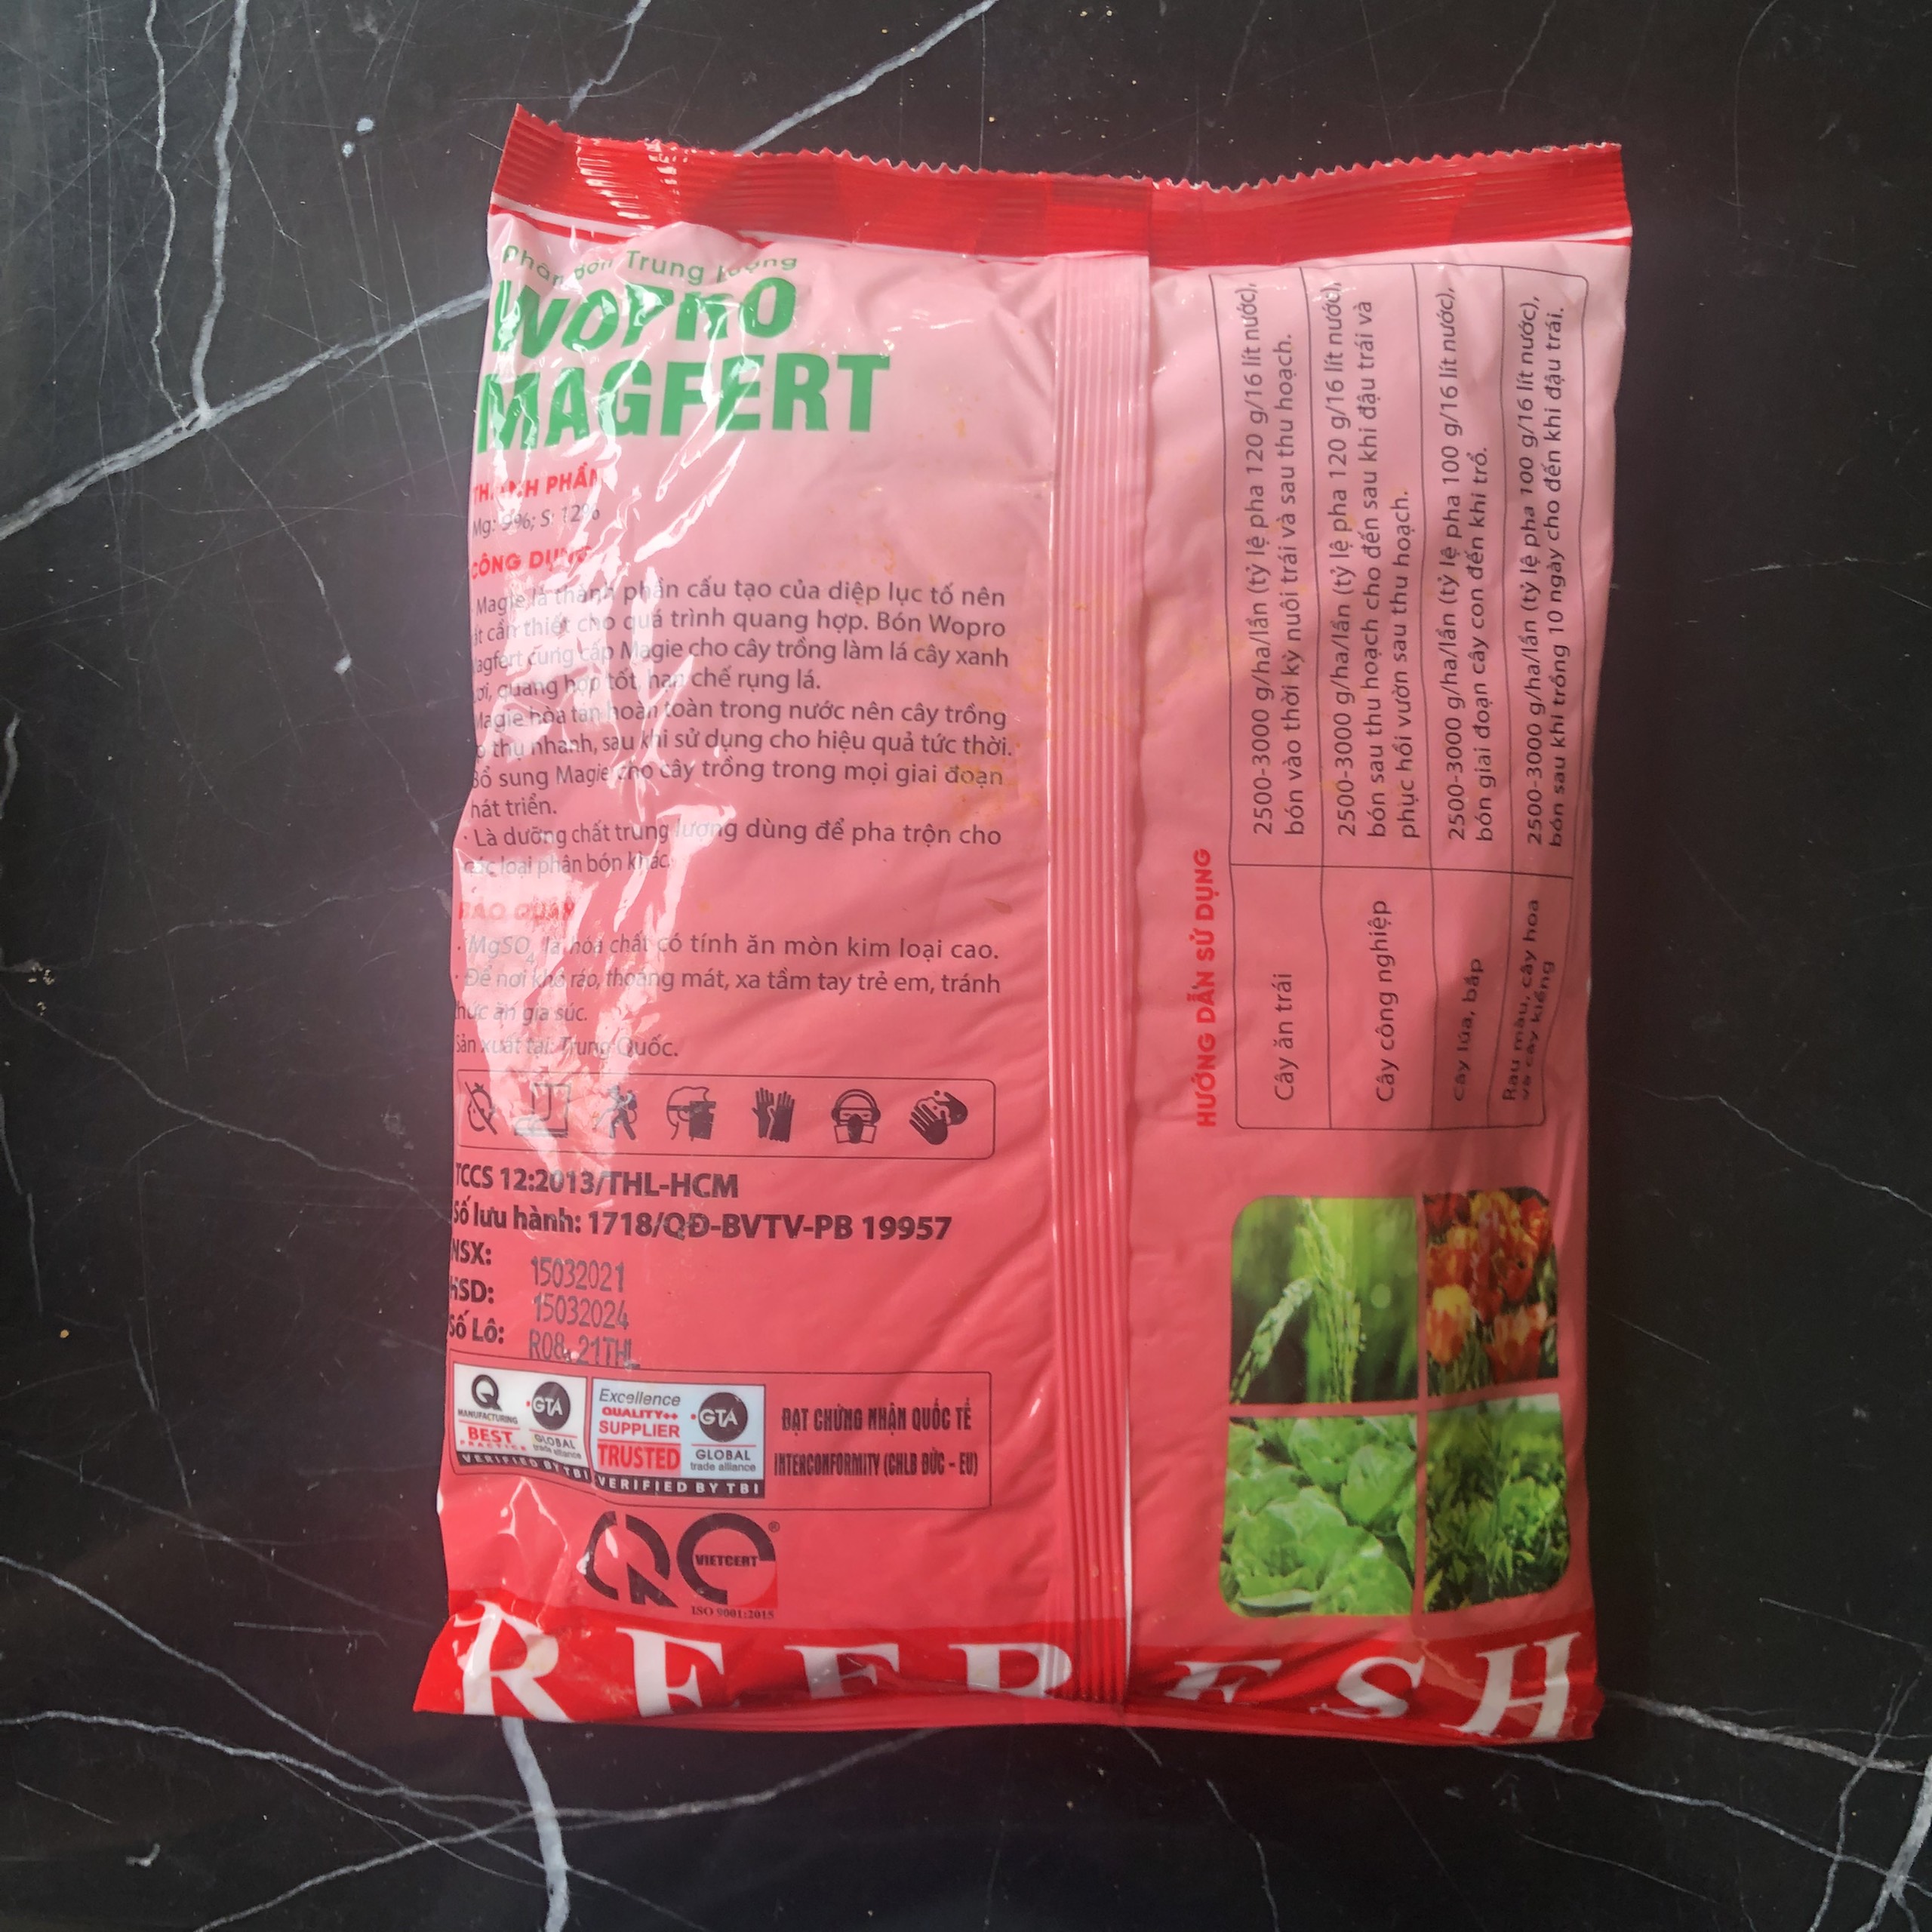 Phân Bón Trung Lượng
WOPRO
MAGFERT
THÀNH PHẦN
Mg: 9%; S: 12%
CÔNG DỤNG
Magie là thành phần cấu tạo của diệp lục tố nên
cần thiết cho quá trình quang hợp. Bón Wopro
agfert cung cấp Magie cho cây trồng làm lá cây xanh
quang hợp tốt, hạn chế rụng lá.
Magie hòa tan hoàn toàn trong nước nên cây trồng
thụ nhanh, sau khi sử dụng cho hiệu quả tức thời.
Bổ sung Magie cho cây trồng trong mọi giai đoạn
hát triển.
· Là dưỡng chất trung lượng dùng để pha trộn cho
các loại phân bón khác.
BẢO QUẢN
· MgSO4 là hóa chất có tính ăn mòn kim loại cao.
· Để nơi khô ráo, thoáng mát, xa tầm tay trẻ em, tránh
hức ăn gia súc.
Sản xuất tại: Trung Quốc.
TCCS 12:2013/THL-HCM
Số lưu hành: 1718/QĐ-BVTV-PB 19957
NSX: 15032021
HSD: 15032024
Số Lô: R08.21THL
Q
MANUFACTURING
BEST
PRACTICE
GTA
GLOBAL
trade alliance
VERIFIED BY TBI
Excellence
QUALITY++
SUPPLIER
TRUSTED
GTA
GLOBAL
trade alliance
VERIFIED BY TBI
ĐẠT CHỨNG NHẬN QUỐC TẾ
INTERCONFORMITY (CHLB ĐỨC - EU)
VIETCERT
®
ISO 9001:2015
HƯỚNG DẪN SỬ DỤNG
Cây ăn trái
2500-3000 g/ha/lần (tỷ lệ pha 120 g/16 lít nước),
bón vào thời kỳ nuôi trái và sau thu hoạch.
Cây công nghiệp
2500-3000 g/ha/lần (tỷ lệ pha 120 g/16 lít nước),
bón sau thu hoạch cho đến sau khi đậu trái và
phục hồi vườn sau thu hoạch.
Cây lúa, bắp
2500-3000 g/ha/lần (tỷ lệ pha 100 g/16 lít nước),
bón giai đoạn cây con đến khi trổ.
Rau màu, cây hoa
và cây kiểng
2500-3000 g/ha/lần (tỷ lệ pha 100 g/16 lít nước),
bón sau khi trồng 10 ngày cho đến khi đậu trái.
REFRESH